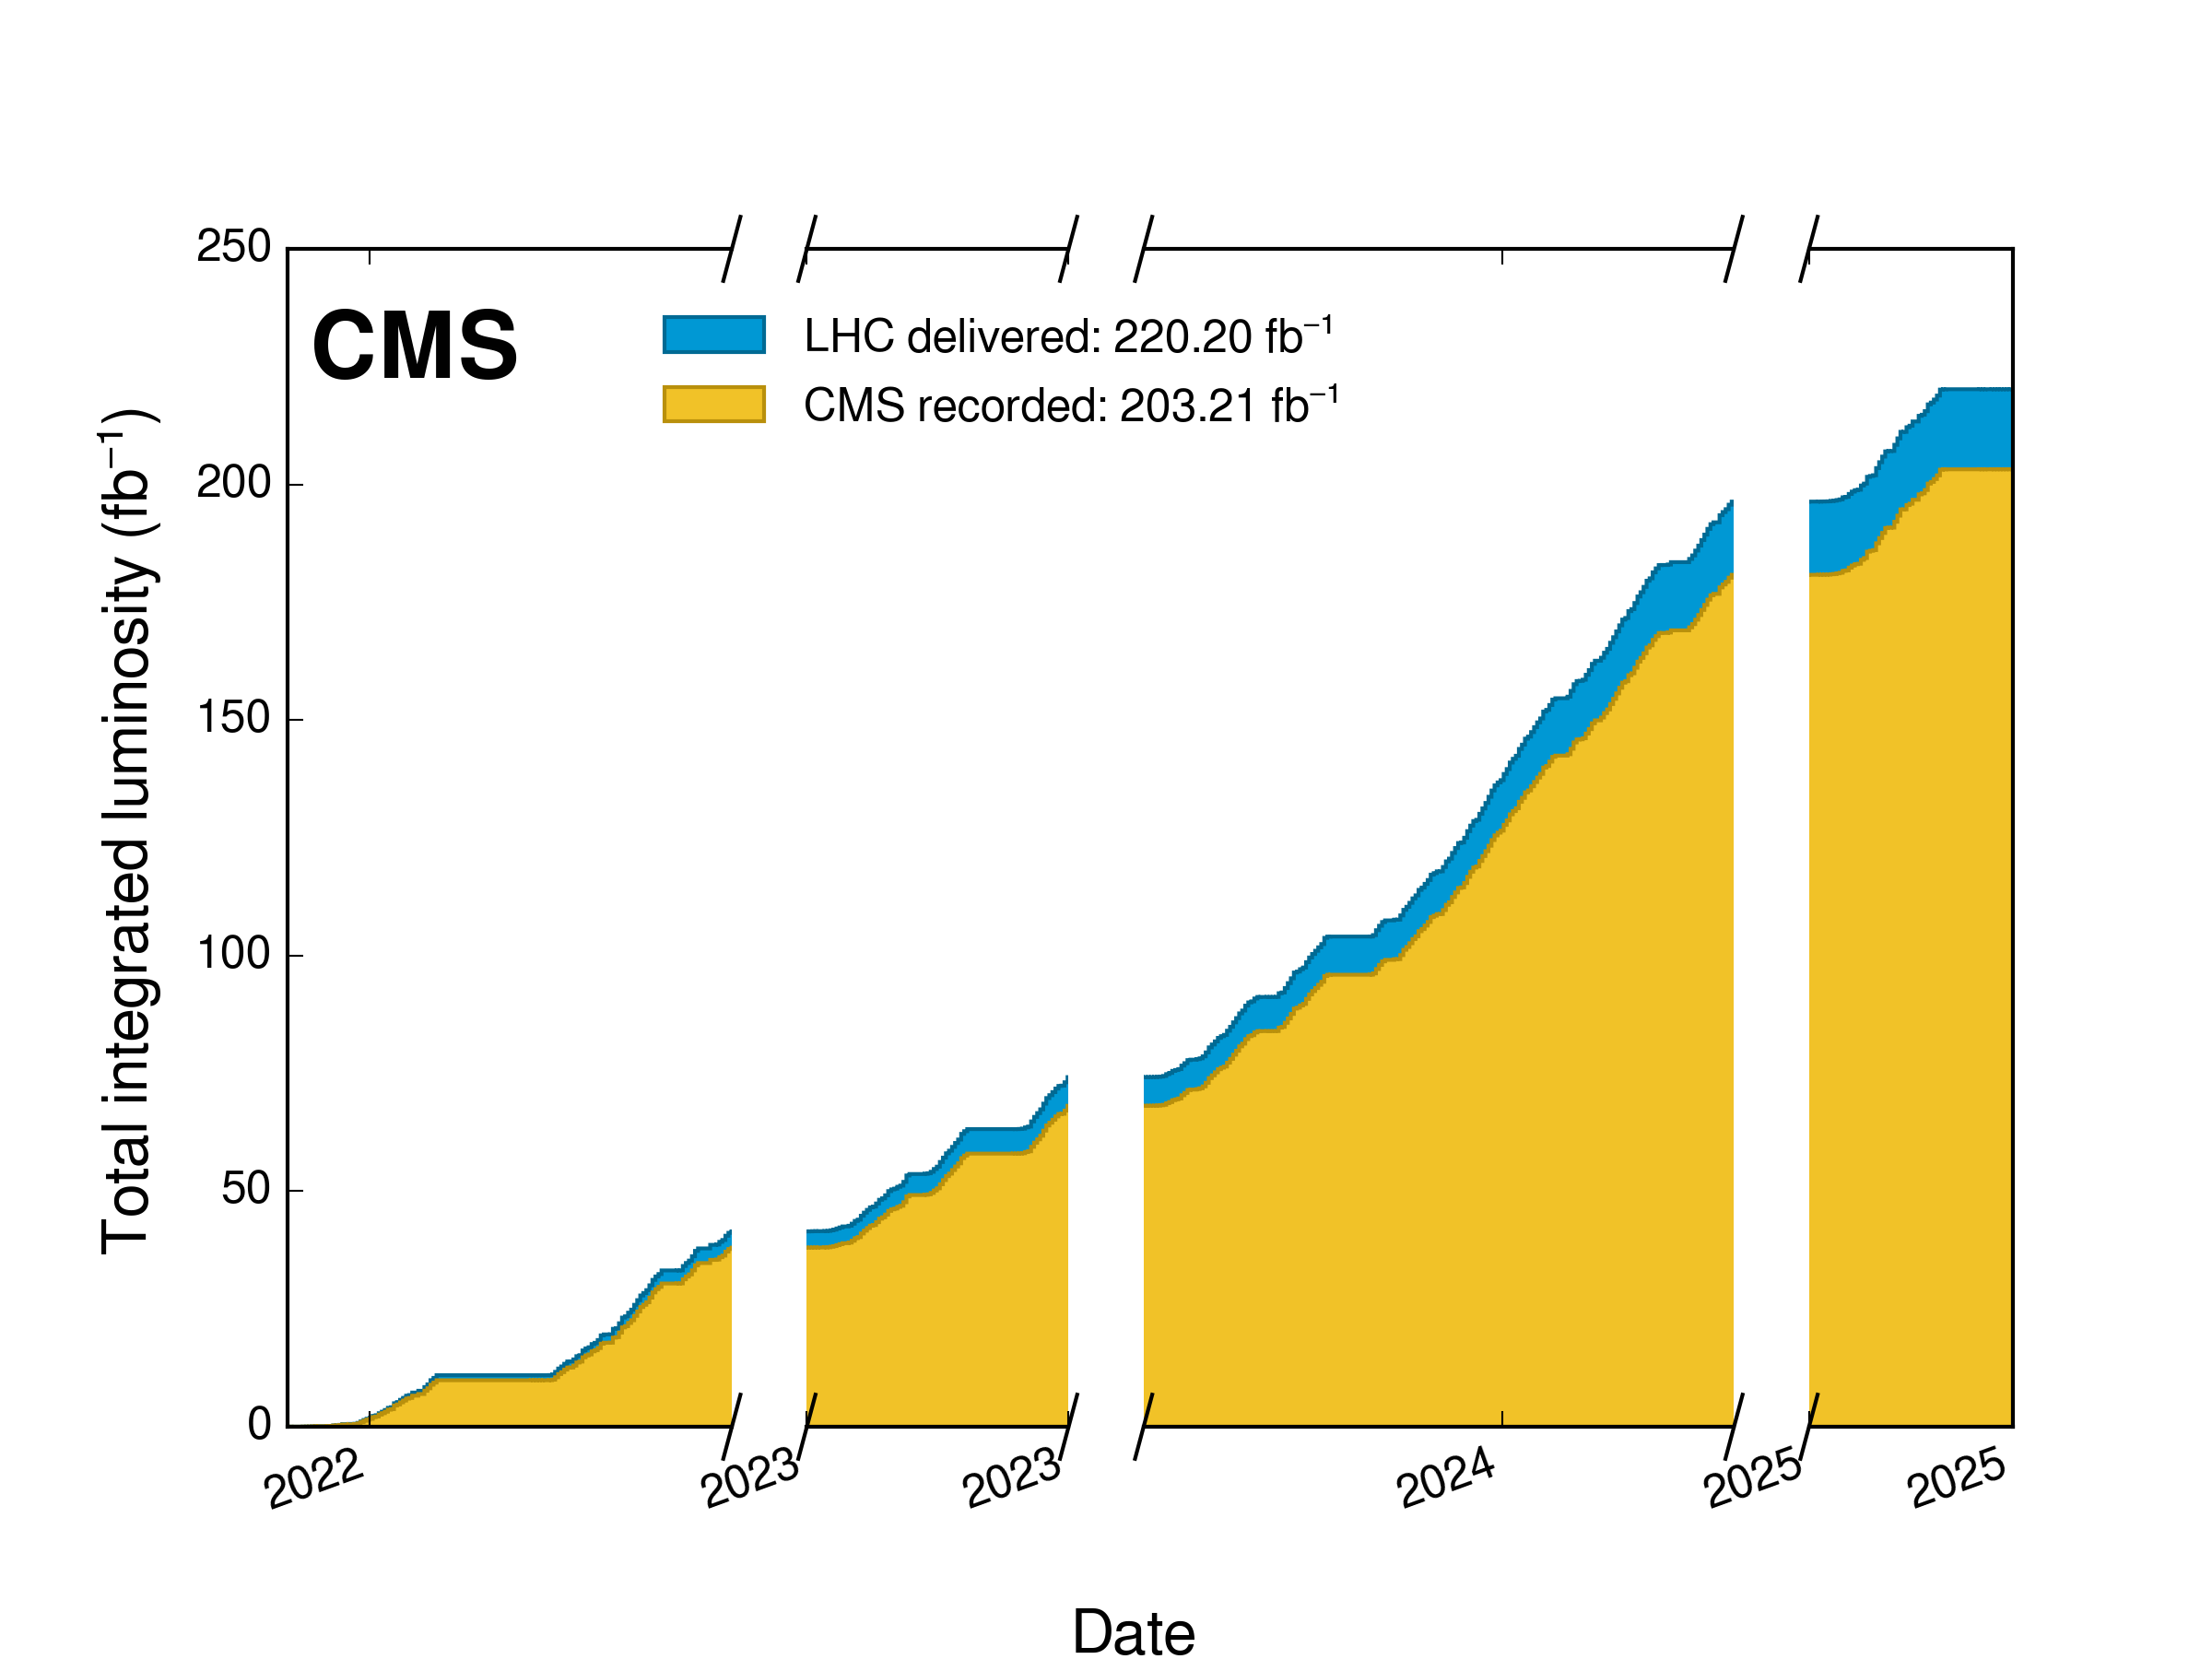 CMS
LHC delivered: 220.20 fb⁻¹
CMS recorded: 203.21 fb⁻¹
Total integrated luminosity (fb⁻¹)
250
200
150
100
50
0
2022
2023
2023
2024
2025
2025
Date